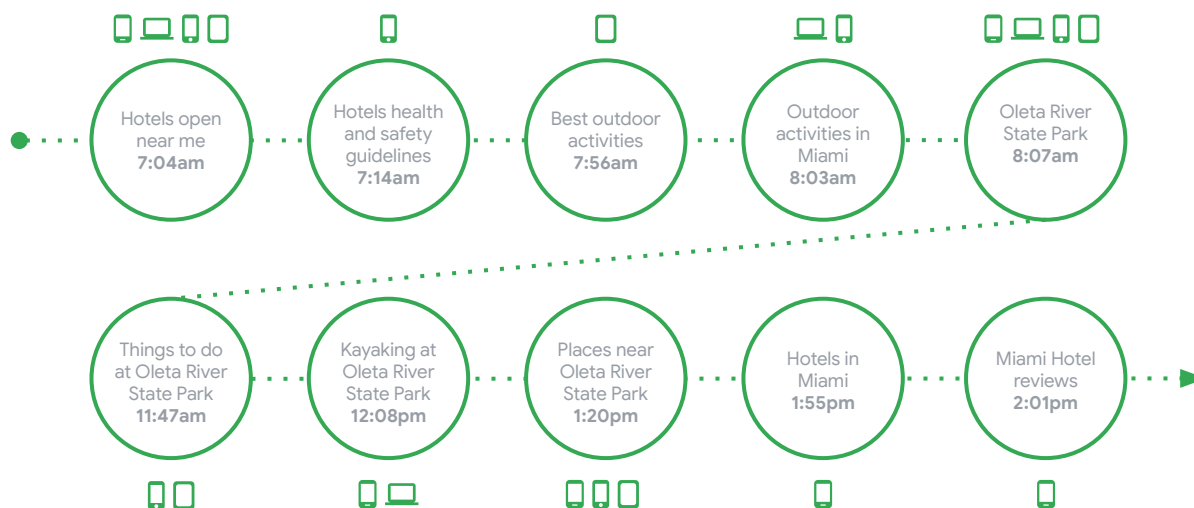 Hotels open
near me
7:04am
Hotels health
and safety
guidelines
7:14am
Best outdoor
activities
7:56am
Outdoor
activities in
Miami
8:03am
Oleta River
State Park
8:07am
Things to do
at Oleta River
State Park
11:47am
Kayaking at
Oleta River
State Park
12:08pm
Places near
Oleta River
State Park
1:20pm
Hotels in
Miami
1:55pm
Miami Hotel
reviews
2:01pm